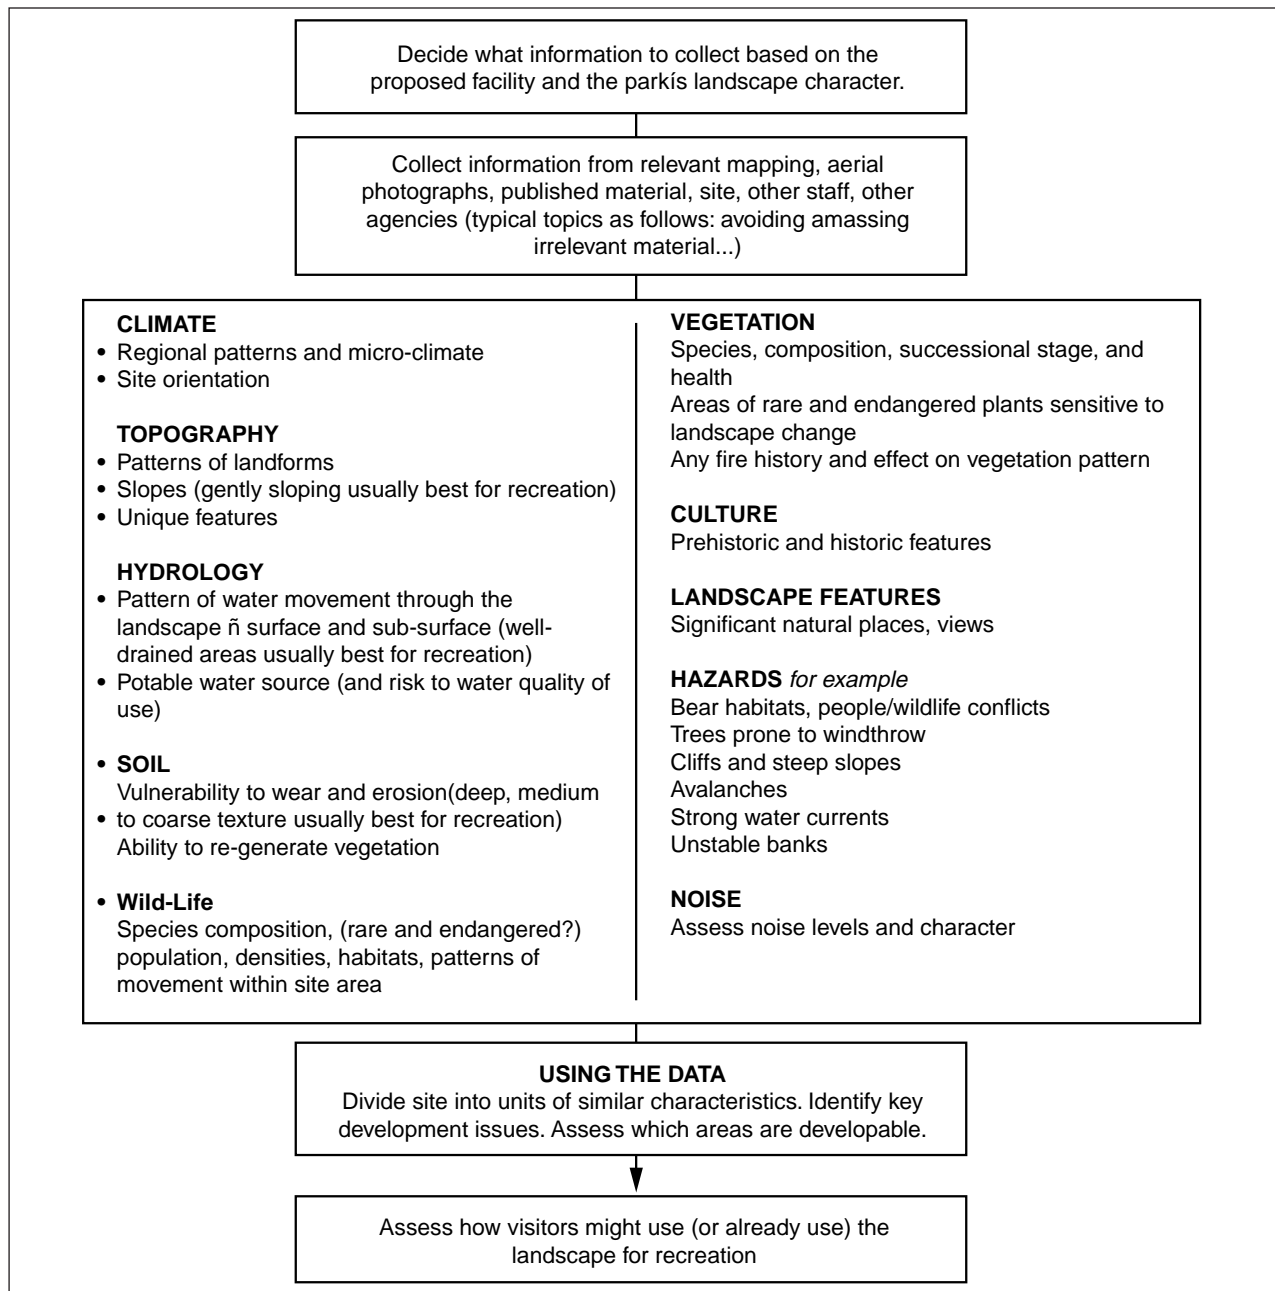 Decide what information to collect based on the
proposed facility and the parkís landscape character.
Collect information from relevant mapping, aerial
photographs, published material, site, other staff, other
agencies (typical topics as follows: avoiding amassing
irrelevant material...)
CLIMATE
• Regional patterns and micro-climate
• Site orientation
TOPOGRAPHY
• Patterns of landforms
• Slopes (gently sloping usually best for recreation)
• Unique features
HYDROLOGY
• Pattern of water movement through the
landscape ñ surface and sub-surface (well-
drained areas usually best for recreation)
• Potable water source (and risk to water quality of
use)
• SOIL
Vulnerability to wear and erosion(deep, medium
• to coarse texture usually best for recreation)
Ability to re-generate vegetation
• Wild-Life
Species composition, (rare and endangered?)
population, densities, habitats, patterns of
movement within site area
VEGETATION
Species, composition, successional stage, and
health
Areas of rare and endangered plants sensitive to
landscape change
Any fire history and effect on vegetation pattern
CULTURE
Prehistoric and historic features
LANDSCAPE FEATURES
Significant natural places, views
HAZARDS for example
Bear habitats, people/wildlife conflicts
Trees prone to windthrow
Cliffs and steep slopes
Avalanches
Strong water currents
Unstable banks
NOISE
Assess noise levels and character
USING THE DATA
Divide site into units of similar characteristics. Identify key
development issues. Assess which areas are developable.
Assess how visitors might use (or already use) the
landscape for recreation